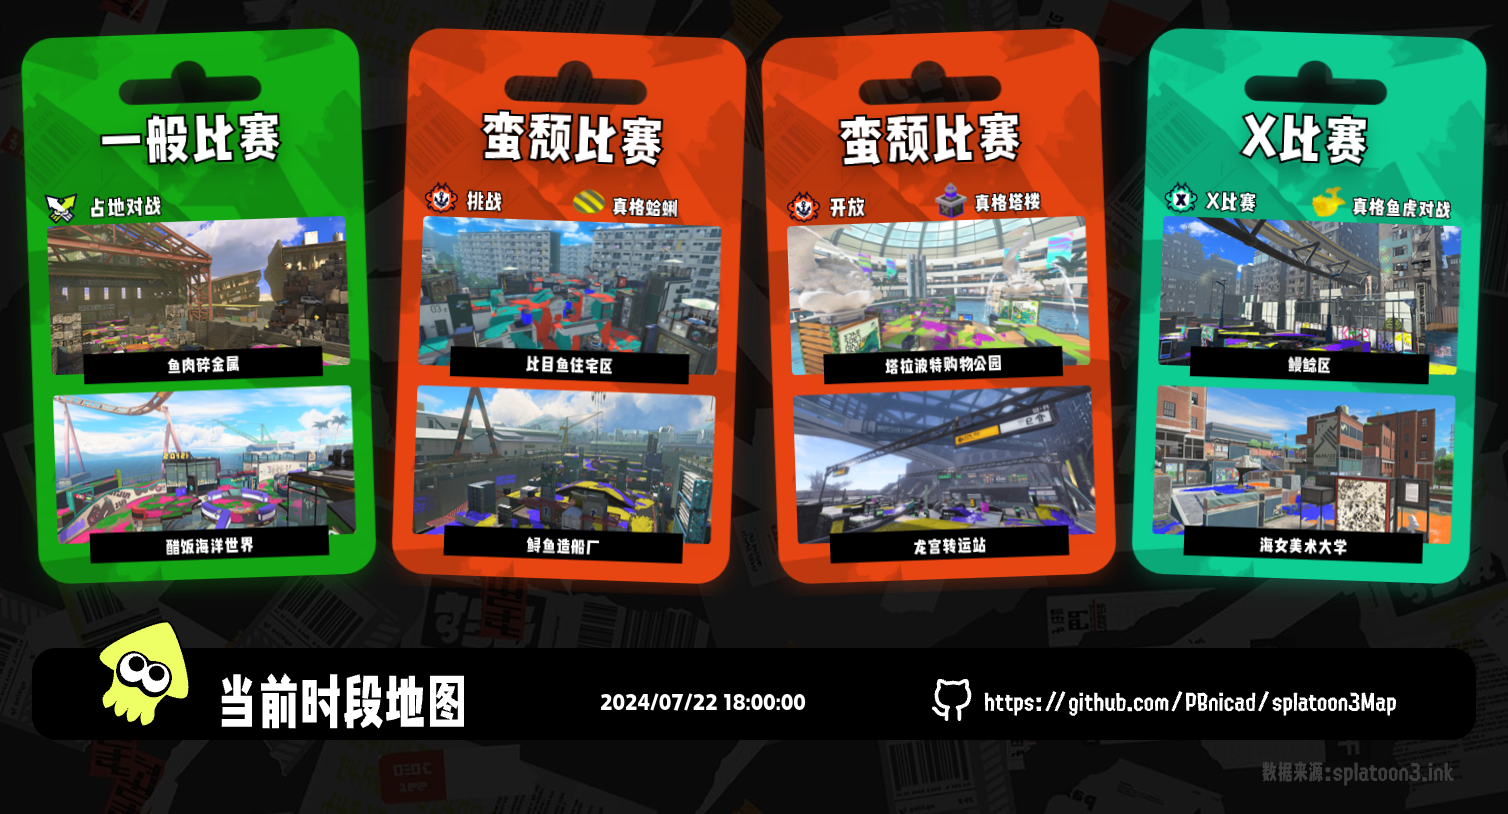 一般比赛
占地对战
鱼肉碎金属
醋饭海洋世界
蛮颓比赛
挑战
真格蛤蜊
比目鱼住宅区
鲟鱼造船厂
蛮颓比赛
开放
真格塔楼
塔拉波特购物公园
龙宫转运站
X比赛
X比赛
真格鱼虎对战
鳗鲶区
海女美术大学
当前时段地图
2024/07/22 18:00:00
https://github.com/PBnicad/splatoon3Map
数据来源:splatoon3.ink